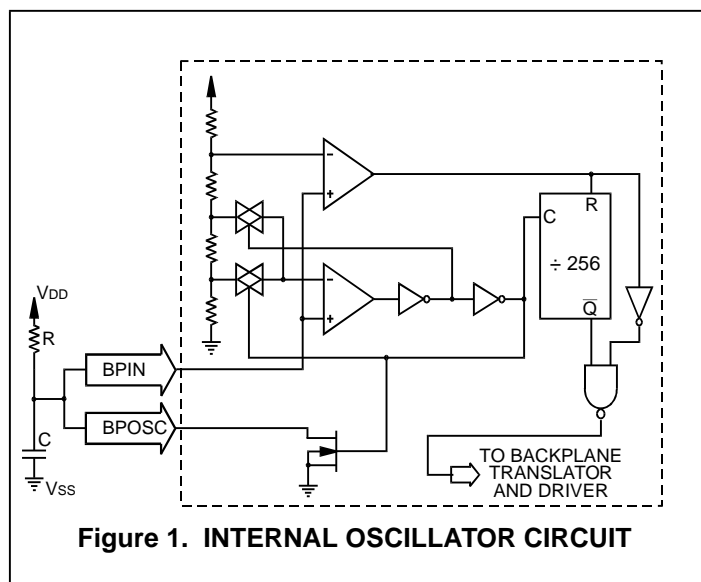 −
+
R
C
÷ 256
Q̅
−
+
VDD
R
BPIN
BPOSC
C
VSS
TO BACKPLANE
TRANSLATOR
AND DRIVER
Figure 1. INTERNAL OSCILLATOR CIRCUIT